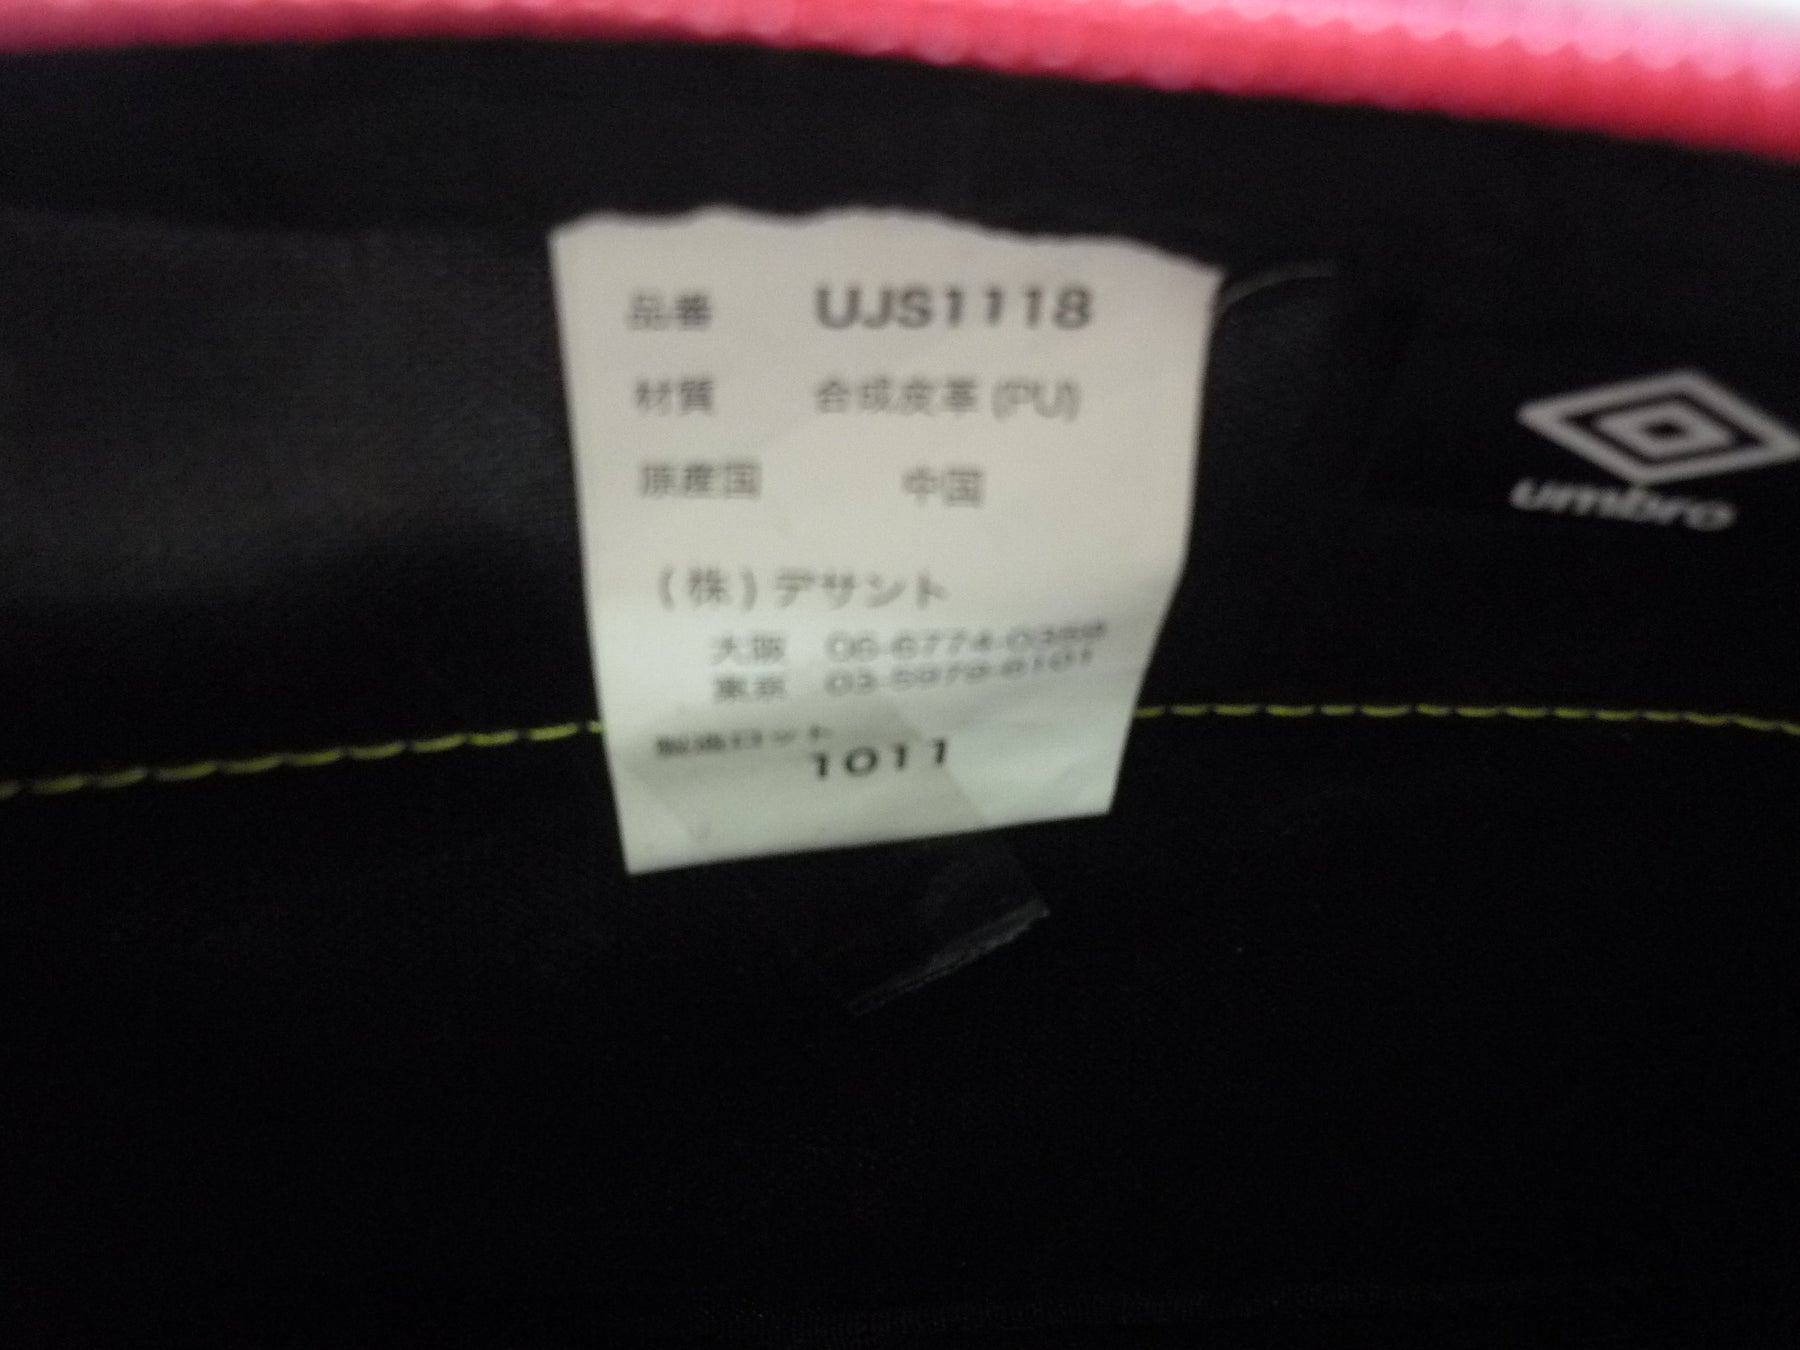 品番 UJS1118
材質 合成皮革 (PU)
原産国 中国
(株) デサント
大阪 06-6774-0358
東京 03-5979-6101
製造ロット
1011
umbro